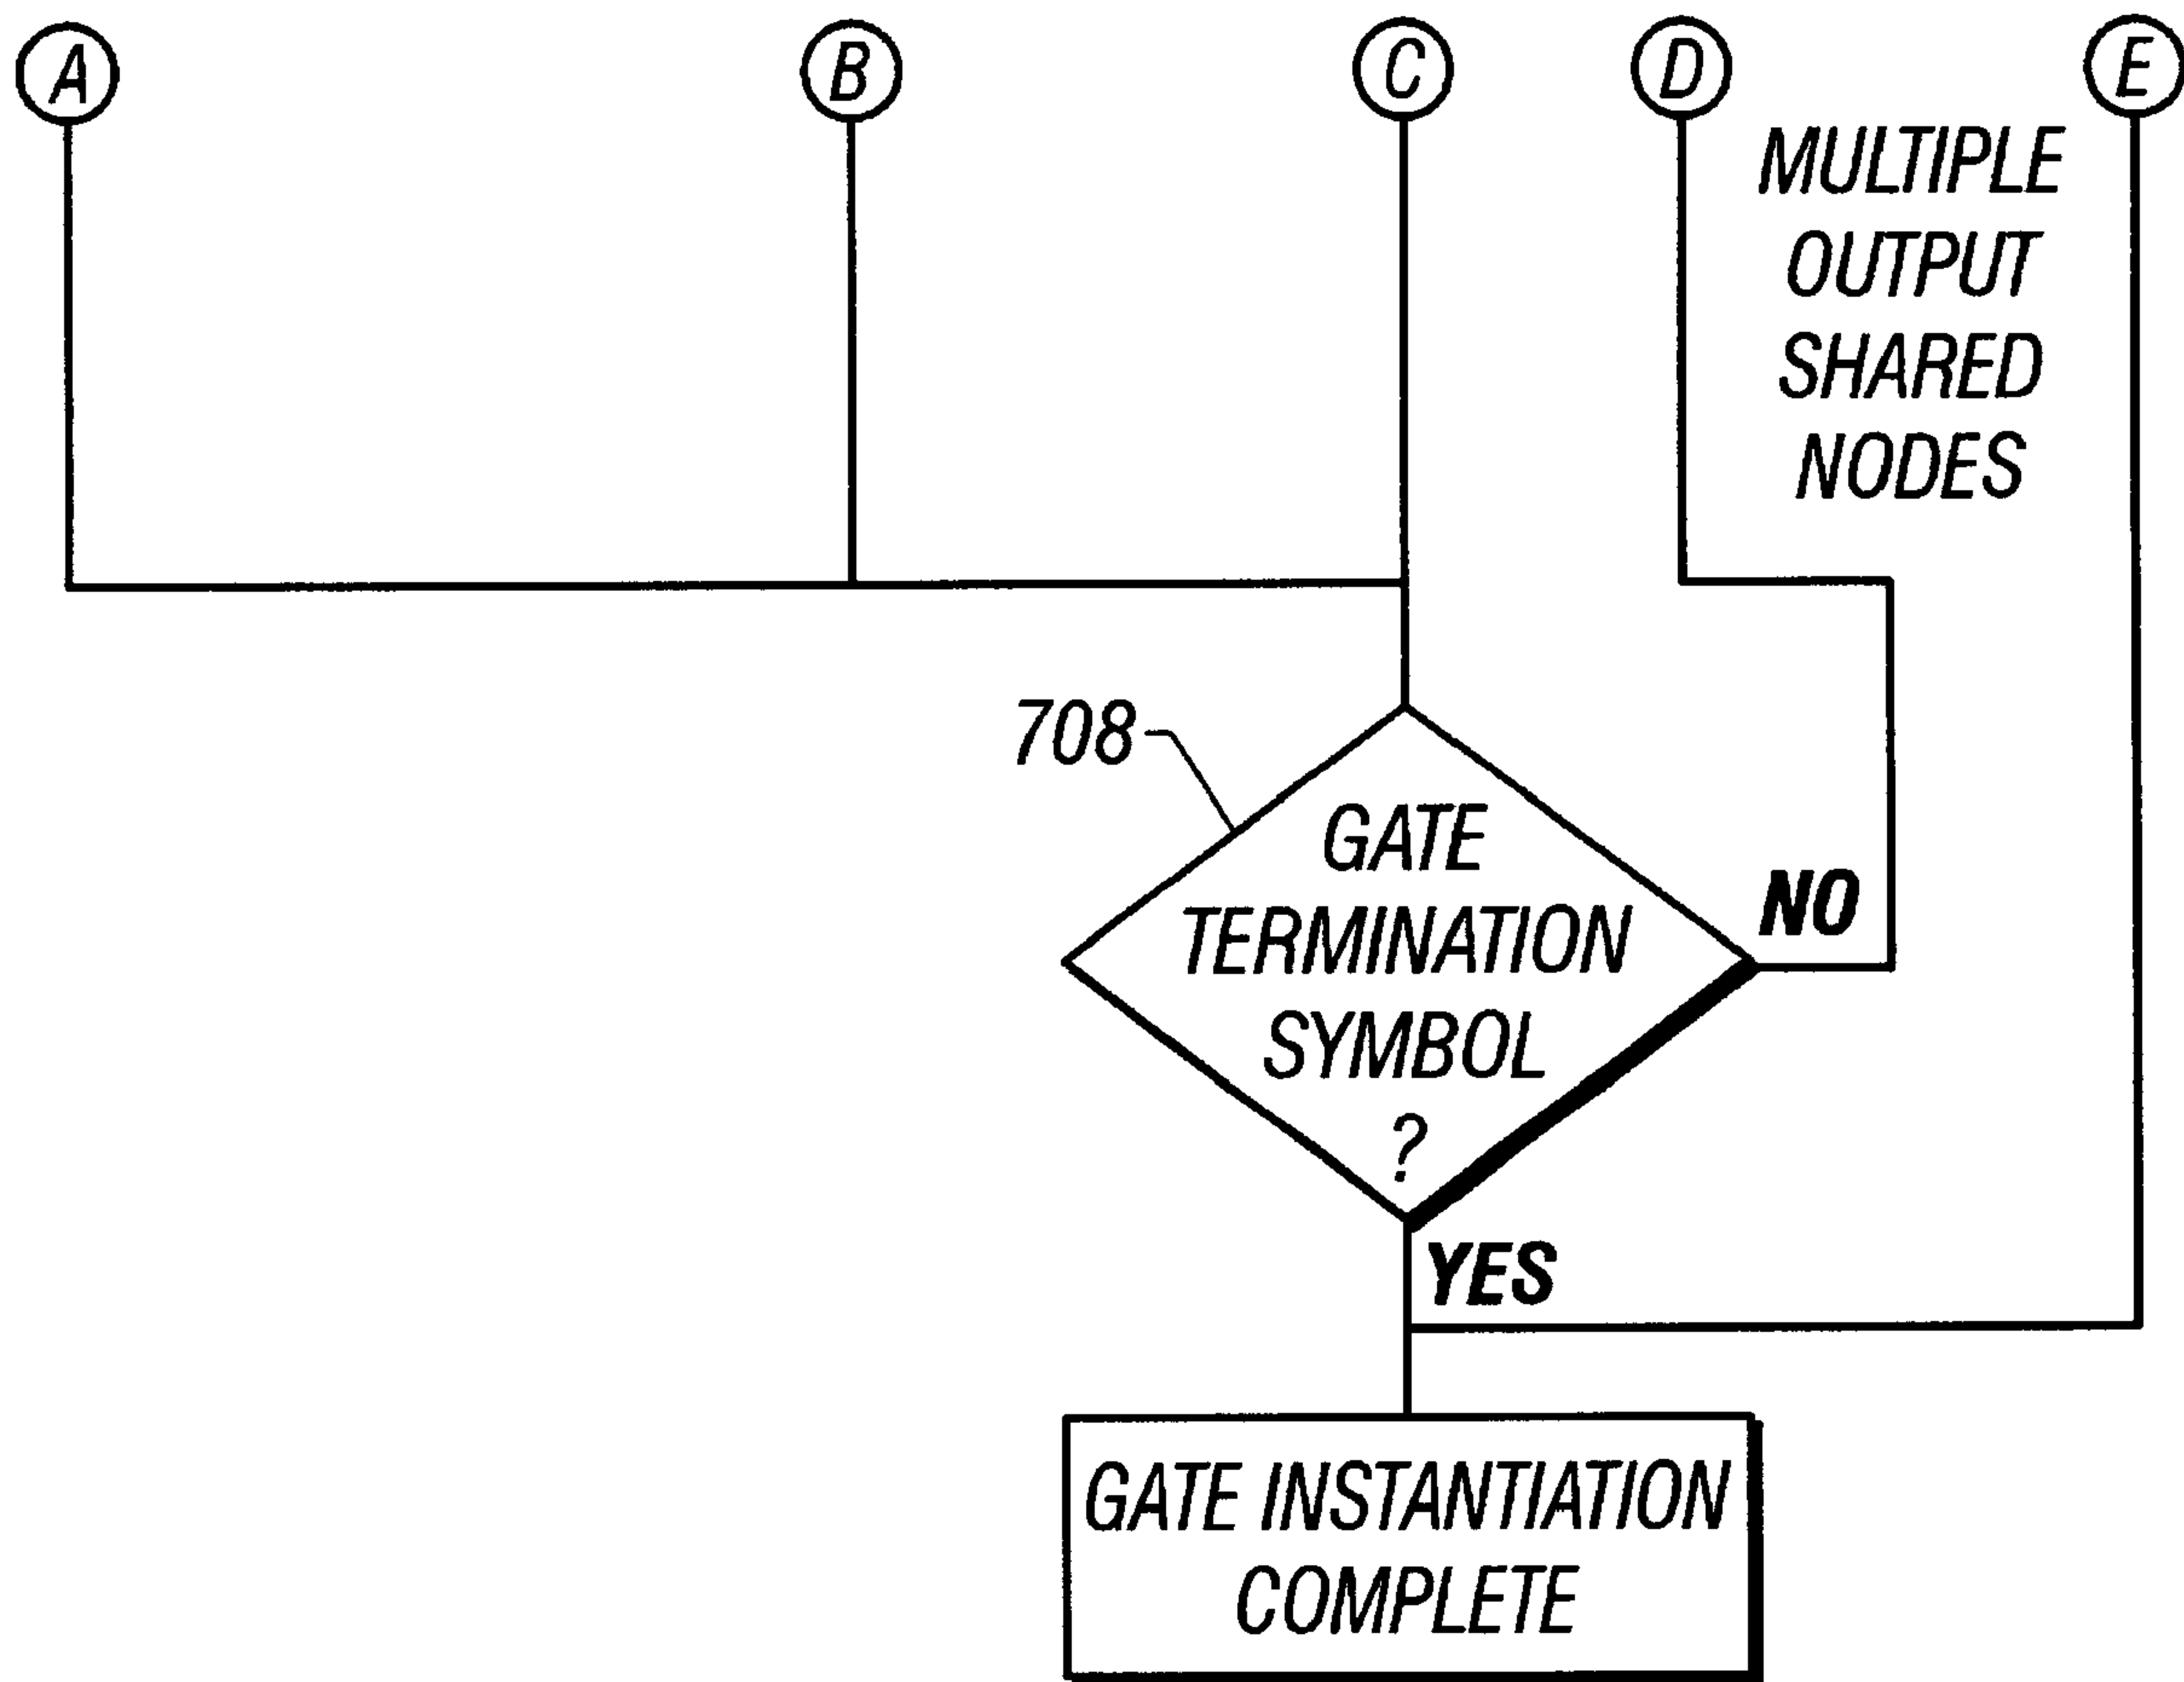 A B C D E
MULTIPLE
OUTPUT
SHARED
NODES
708
GATE
TERMINATION
SYMBOL
?
NO
YES
GATE INSTANTIATION
COMPLETE